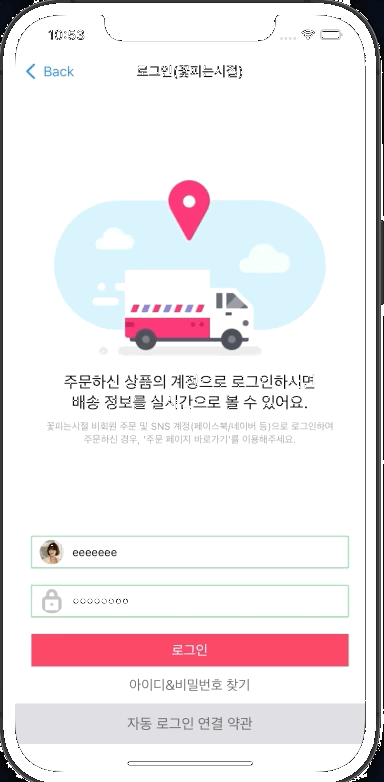 10:53
Back
로그인(꽃피는시절)
주문하신 상품의 계정으로 로그인하시면
배송 정보를 실시간으로 볼 수 있어요.
꽃피는시절 비회원 주문 및 SNS 계정(페이스북/네이버 등)으로 로그인하여
주문하신 경우, '주문 페이지 바로가기'를 이용해주세요.
eeeeeee
로그인
아이디&비밀번호 찾기
자동 로그인 연결 약관